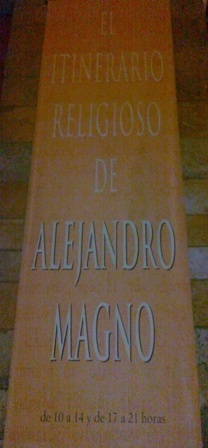 EL
ITINERARIO
RELIGIOSO
DE
ALEJANDRO
MAGNO
de 10 a 14 y de 17 a 21 horas.